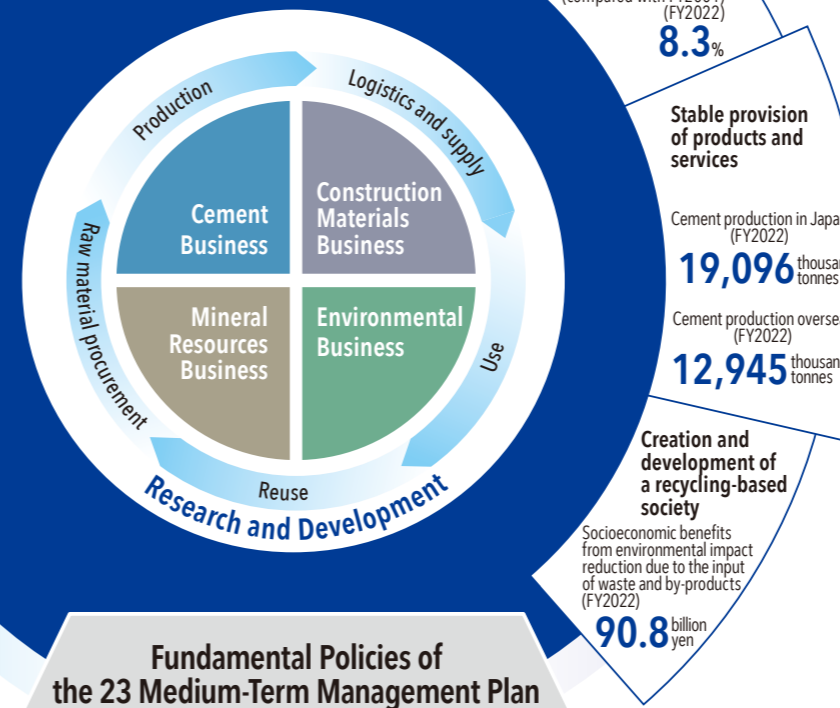 (FY2022)
8.3%
Production
Logistics and supply
Stable provision
of products and
services
Cement
Business
Construction
Materials
Business
Cement production in
(FY2022)
19,096
tonnes
Raw material procurement
Mineral
Resources
Business
Environmental
Business
Use
Cement production
(FY2022)
12,945
tonnes
Reuse
Research and Development
Creation and
development of
a recycling-based
society
Socioeconomic benefits
from environmental impact
reduction due to the input
of waste and by-products
(FY2022)
90.8 billion
yen
Fundamental Policies of
the 23 Medium-Term Management Plan